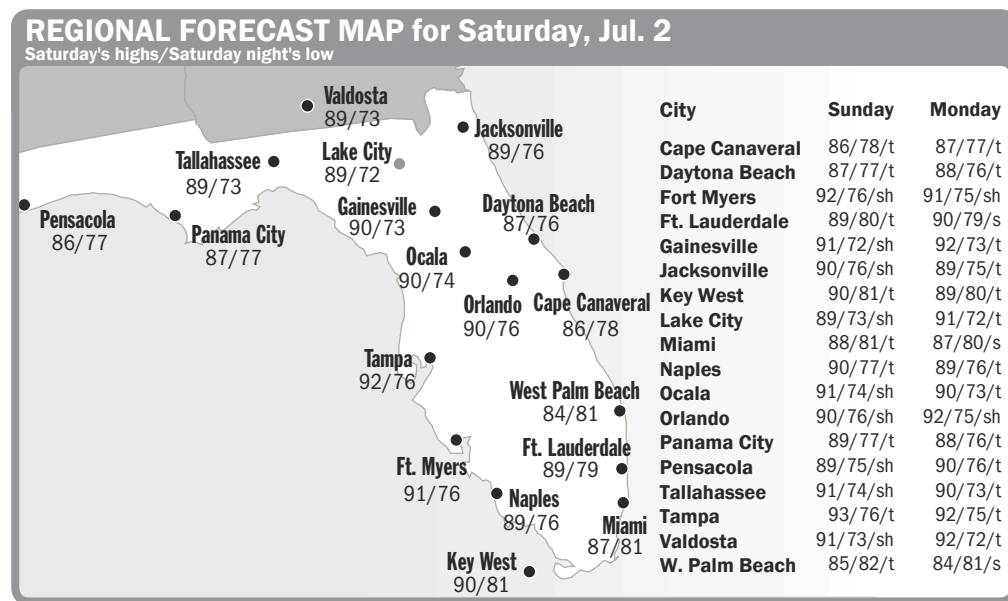 REGIONAL FORECAST MAP for Saturday, Jul. 2
Saturday's highs/Saturday night's low
Valdosta
89/73
Jacksonville
89/76
Tallahassee
89/73
Lake City
89/72
Pensacola
86/77
Panama City
87/77
Gainesville
90/73
Daytona Beach
87/76
Ocala
90/74
Orlando
90/76
Cape Canaveral
86/78
Tampa
92/76
West Palm Beach
84/81
Ft. Lauderdale
89/79
Ft. Myers
91/76
Naples
89/76
Miami
87/81
Key West
90/81
City Sunday Monday
Cape Canaveral 86/78/t 87/77/t
Daytona Beach 87/77/t 88/76/t
Fort Myers 92/76/sh 91/75/sh
Ft. Lauderdale 89/80/t 90/79/s
Gainesville 91/72/sh 92/73/t
Jacksonville 90/76/sh 89/75/t
Key West 90/81/t 89/80/t
Lake City 89/73/sh 91/72/t
Miami 88/81/t 87/80/s
Naples 90/77/t 89/76/t
Ocala 91/74/sh 90/73/t
Orlando 90/76/sh 92/75/sh
Panama City 89/77/t 88/76/t
Pensacola 89/75/sh 90/76/t
Tallahassee 91/74/sh 90/73/t
Tampa 93/76/t 92/75/t
Valdosta 91/73/sh 92/72/t
W. Palm Beach 85/82/t 84/81/s